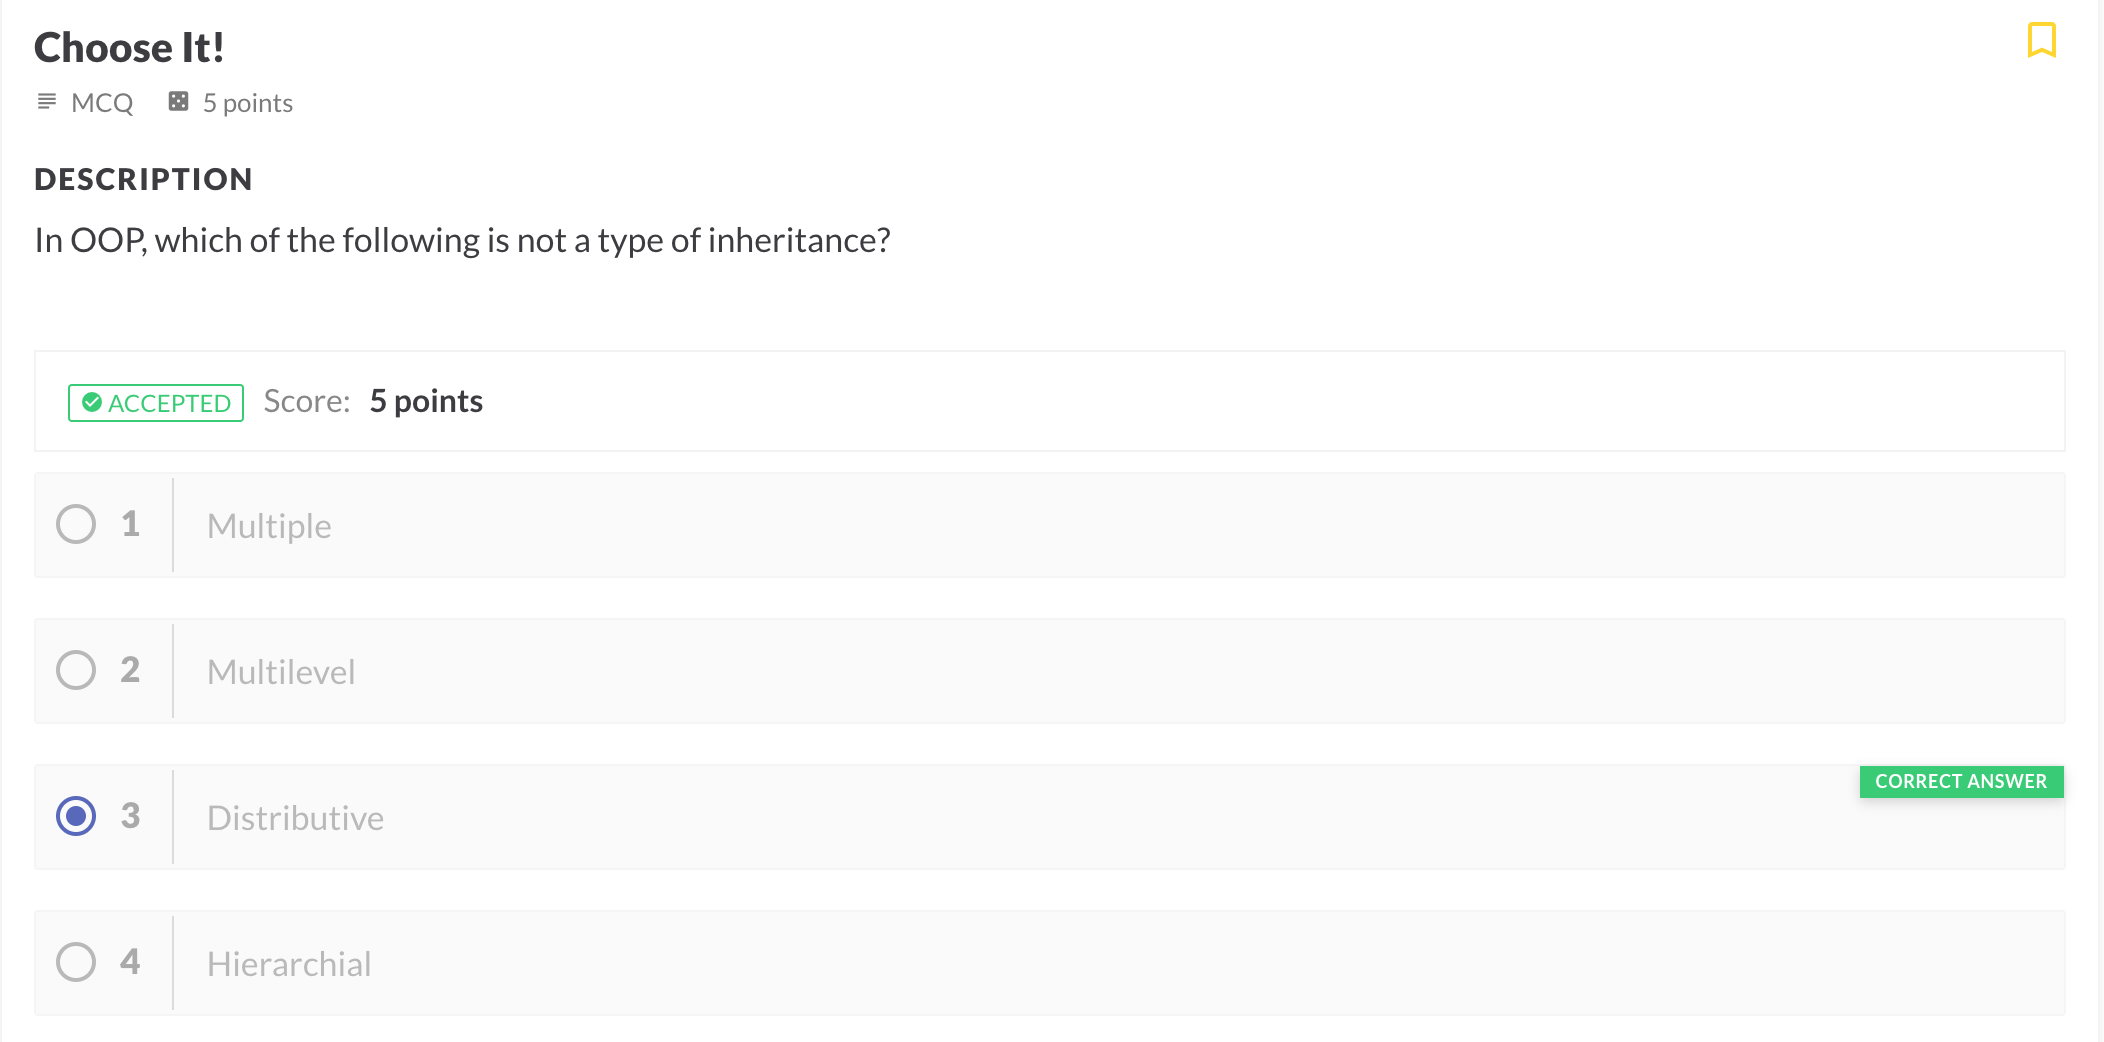 Choose It!
MCQ 5 points
DESCRIPTION
In OOP, which of the following is not a type of inheritance?
ACCEPTED Score: 5 points
1 Multiple
2 Multilevel
CORRECT ANSWER
3 Distributive
4 Hierarchial